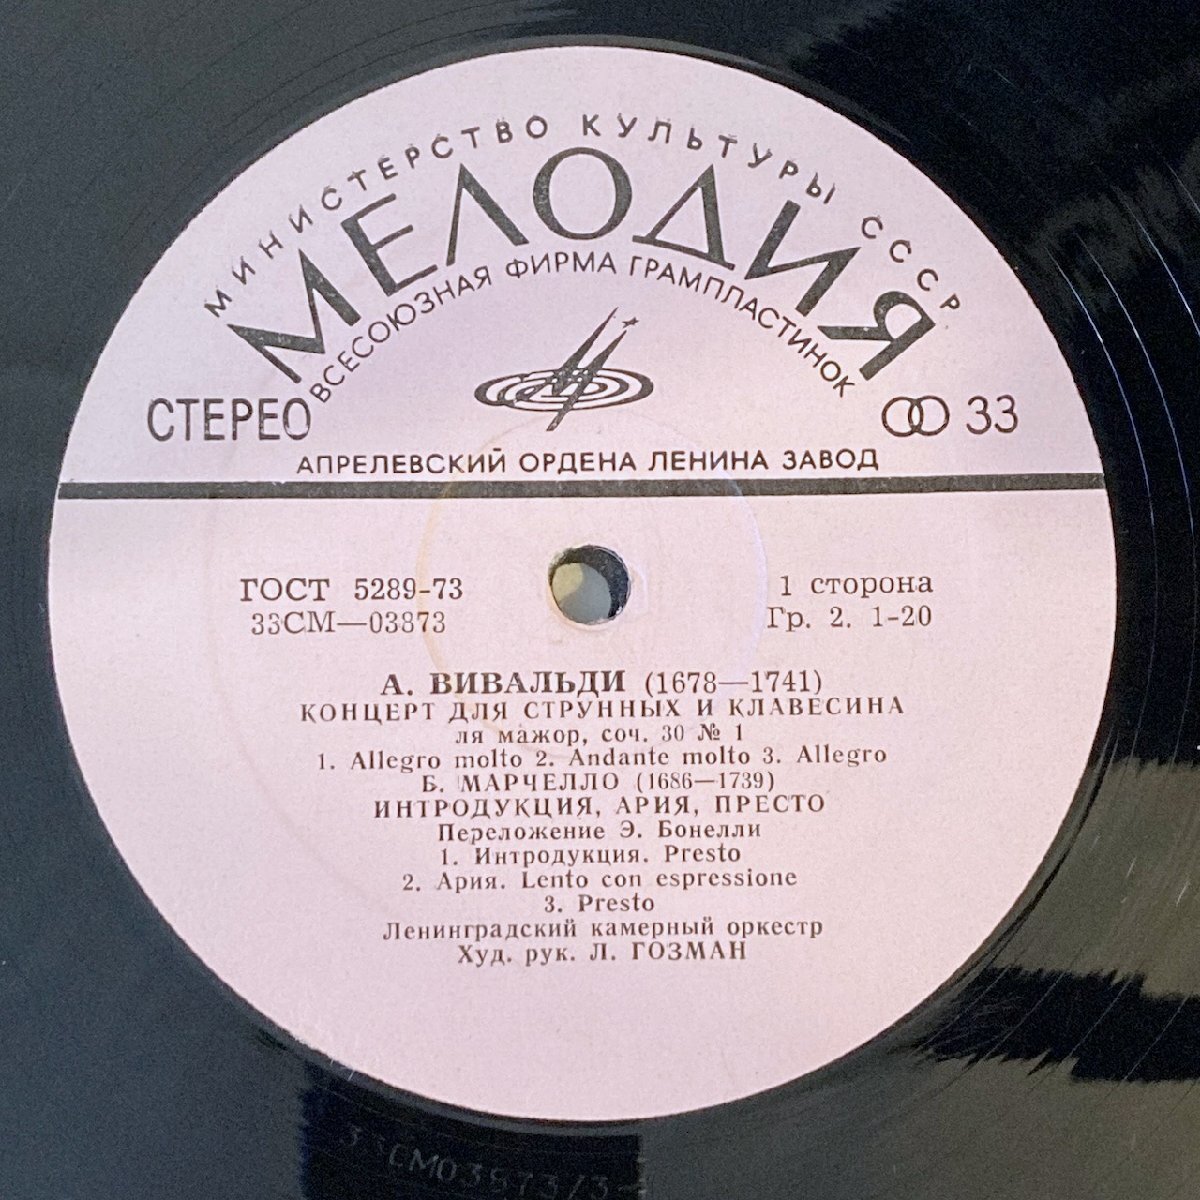 МИНИСТЕРСТВО КУЛЬТУРЫ СССР
МЕЛОДИЯ
ВСЕСОЮЗНАЯ ФИРМА ГРАМПЛАСТИНОК
СТЕРЕО
33
АПРЕЛЕВСКИЙ ОРДЕНА ЛЕНИНА ЗАВОД
ГОСТ 5289-73
1 сторона
33СМ—03873
Гр. 2. 1-20
А. ВИВАЛЬДИ (1678—1741)
КОНЦЕРТ ДЛЯ СТРУННЫХ И КЛАВЕСИНА
ля мажор, соч. 30 № 1
1. Allegro molto 2. Andante molto 3. Allegro
Б. МАРЧЕЛЛО (1686—1739)
ИНТРОДУКЦИЯ, АРИЯ, ПРЕСТО
Переложение Э. Бонелли
1. Интродукция. Presto
2. Ария. Lento con espressione
3. Presto
Ленинградский камерный оркестр
Худ. рук. Л. ГОЗМАН